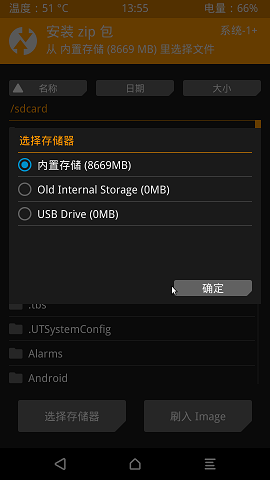 温度：51 °C 13:55 电量：66%
安装 zip 包 系统-1+
从 内置存储 (8669 MB) 里选择文件
名称 日期 大小
/sdcard
选择存储器
内置存储 (8669MB)
Old Internal Storage (0MB)
USB Drive (0MB)
确定
.tbs
.UTSystemConfig
Alarms
Android
选择存储器 刷入 Image